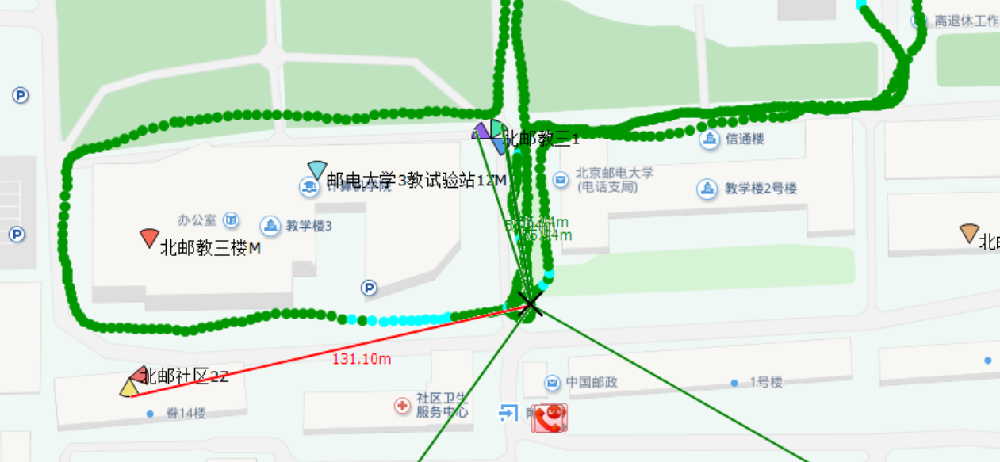 离退休工作
P
北邮教三1
信通楼
邮电大学3教试验站1ZM
计算机学院
北京邮电大学
(电话支局)
教学楼2号楼
办公室
教学楼3
北邮教三楼M
P
P
131.10m
北邮社区2Z
中国邮政
1号楼
社区卫生
服务中心
眷14楼